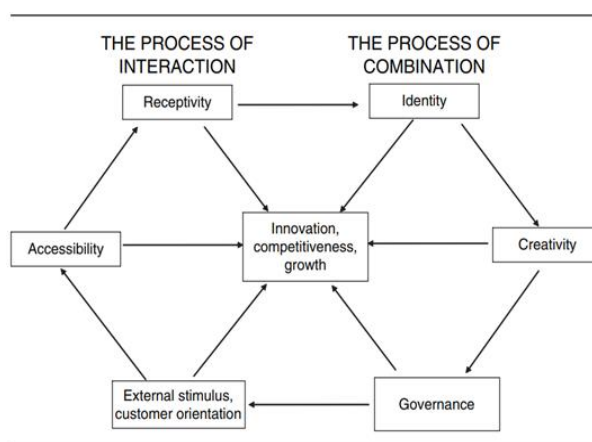 THE PROCESS OF
INTERACTION
THE PROCESS OF
COMBINATION
Receptivity
Identity
Innovation,
competitiveness,
growth
Accessibility
Creativity
External stimulus,
customer orientation
Governance